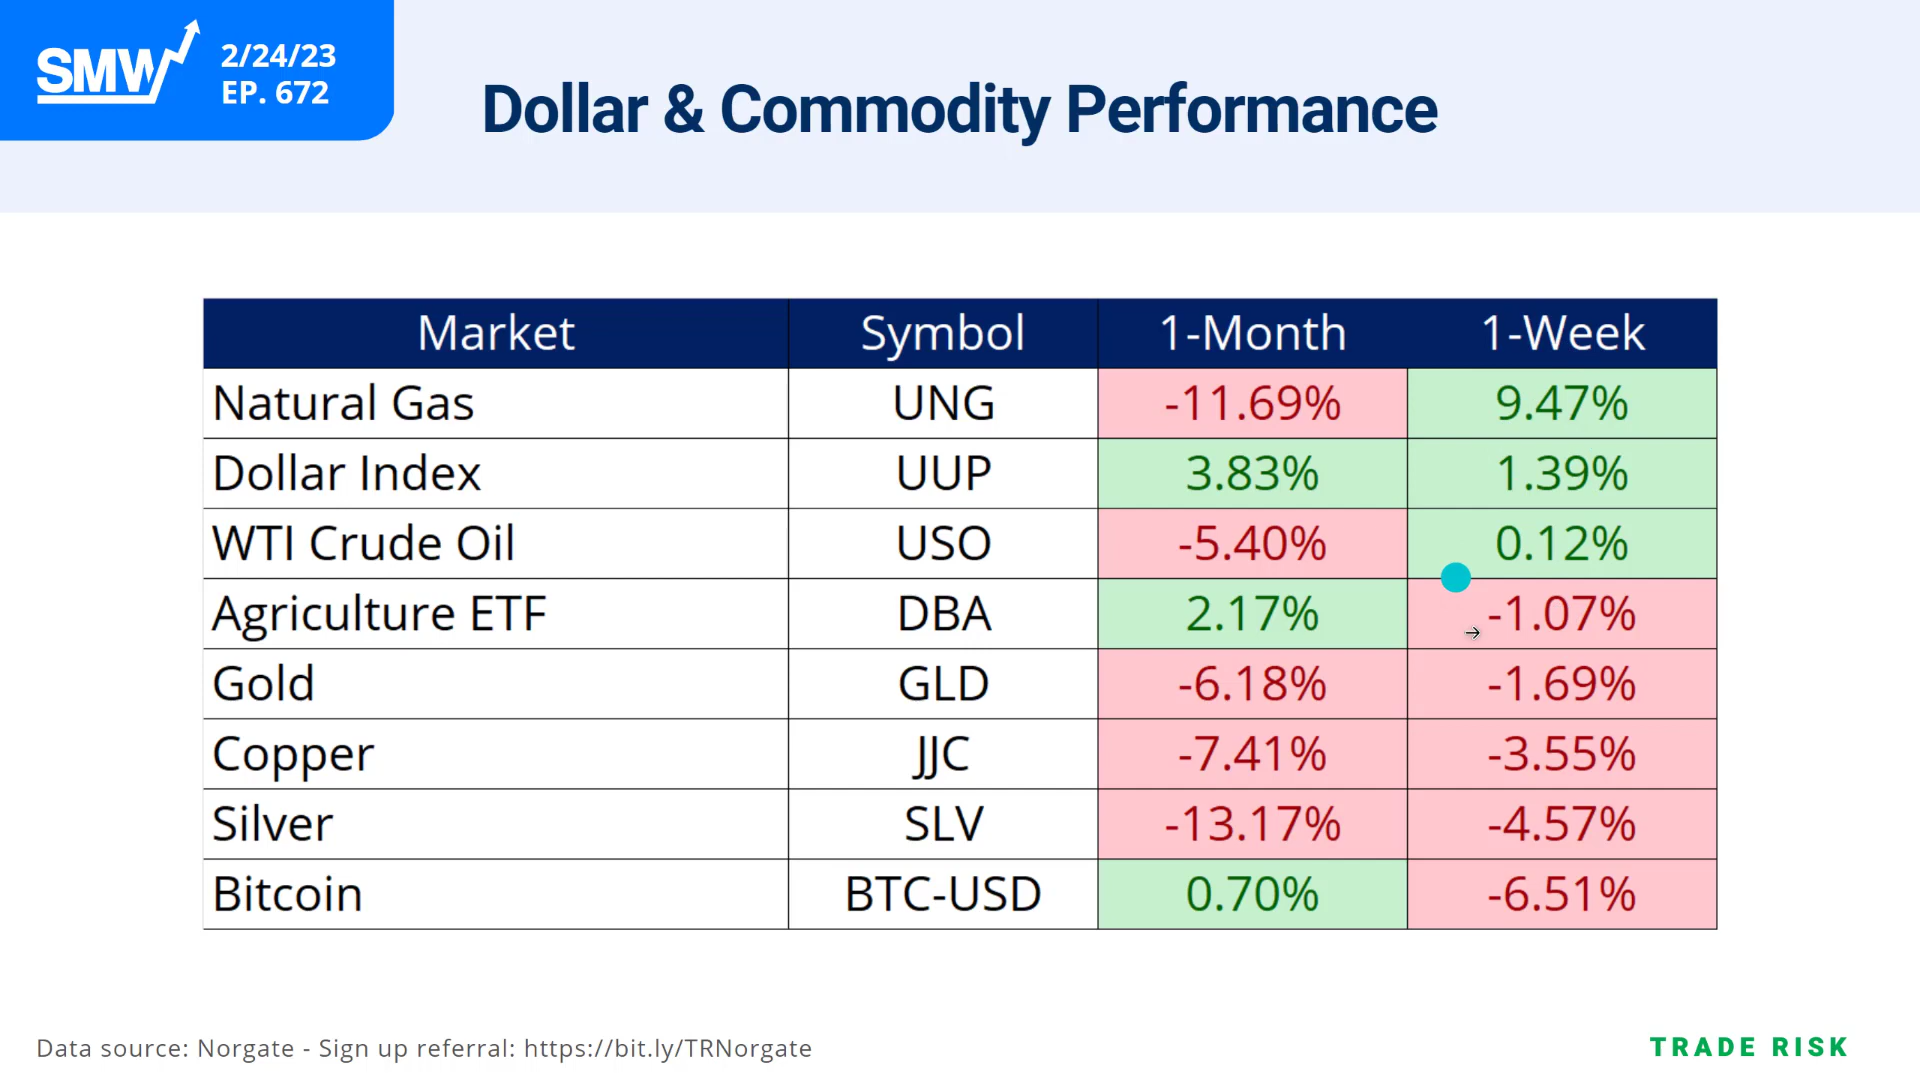 SMW
2/24/23
EP. 672
Dollar & Commodity Performance
Market Symbol 1-Month 1-Week
Natural Gas UNG -11.69% 9.47%
Dollar Index UUP 3.83% 1.39%
WTI Crude Oil USO -5.40% 0.12%
Agriculture ETF DBA 2.17% -1.07%
Gold GLD -6.18% -1.69%
Copper JJC -7.41% -3.55%
Silver SLV -13.17% -4.57%
Bitcoin BTC-USD 0.70% -6.51%
Data source: Norgate - Sign up referral: https://bit.ly/TRNorgate
TRADE RISK